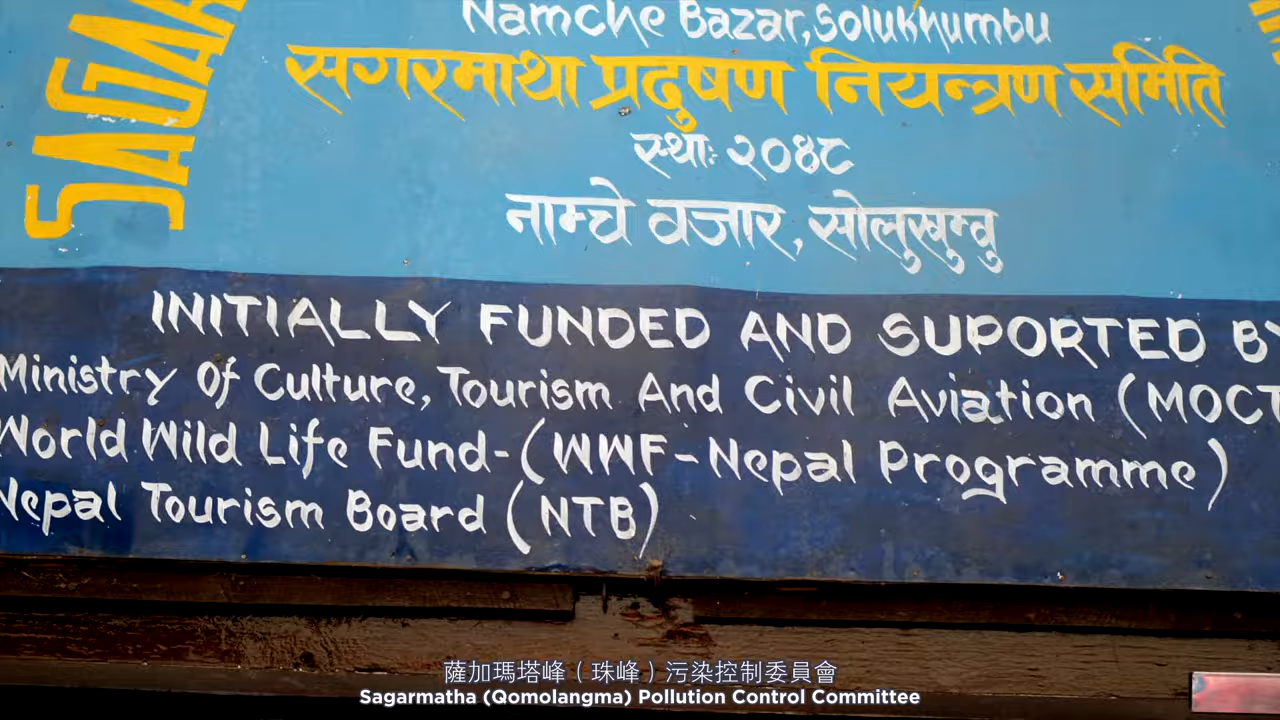 SAGAR
Namche Bazar, Solukhumbu
सगरमाथा प्रदुषण नियन्त्रण समिति
स्थाः २०४८
नाम्चे वजार, सोलुखुम्वु
INITIALLY FUNDED AND SUPORTED BY
Ministry Of Culture, Tourism And Civil Aviation (MOCT
World Wild Life Fund-(WWF-Nepal Programme)
Nepal Tourism Board (NTB)
薩加瑪塔峰（珠峰）污染控制委員會
Sagarmatha (Qomolangma) Pollution Control Committee